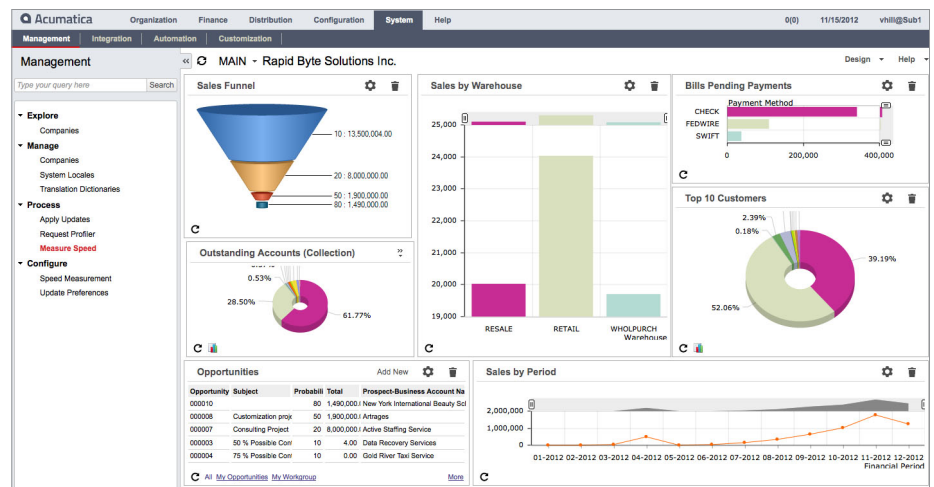 Acumatica Organization Finance Distribution Configuration System Help 0(0) 11/15/2012 vhill@Sub1
Management Integration Automation Customization
Management
Type your query here Search
Explore
Companies
Manage
Companies
System Locales
Translation Dictionaries
Process
Apply Updates
Request Profiler
Measure Speed
Configure
Speed Measurement
Update Preferences
MAIN - Rapid Byte Solutions Inc. Design Help
Sales Funnel
10 : 13,500,004.00
20 : 8,000,000.00
50 : 1,900,000.00
80 : 1,490,000.00
Outstanding Accounts (Collection)
0.53%
28.50%
61.77%
Sales by Warehouse
25,000
24,000
23,000
22,000
21,000
20,000
19,000
RESALE RETAIL WHOLPURCH
Warehouse
Bills Pending Payments
Payment Method
CHECK
FEDWIRE
SWIFT
0 200,000 400,000
Top 10 Customers
2.39%
0.18%
39.19%
52.06%
Opportunities Add New
Opportunity Subject Probabili Total Prospect-Business Account Na
000010 80 1,490,000.( New York International Beauty Scl
000008 Customization proje 50 1,900,000.( Artrages
000007 Consulting Project 20 8,000,000.( Active Staffing Service
000003 50 % Possible Cont 10 4.00 Data Recovery Services
000004 75 % Possible Cont 10 0.00 Gold River Taxi Service
All My Opportunities My Workgroup More
Sales by Period
2,000,000
1,000,000
0
01-2012 02-2012 03-2012 04-2012 05-2012 06-2012 07-2012 08-2012 09-2012 10-2012 11-2012 12-2012
Financial Period